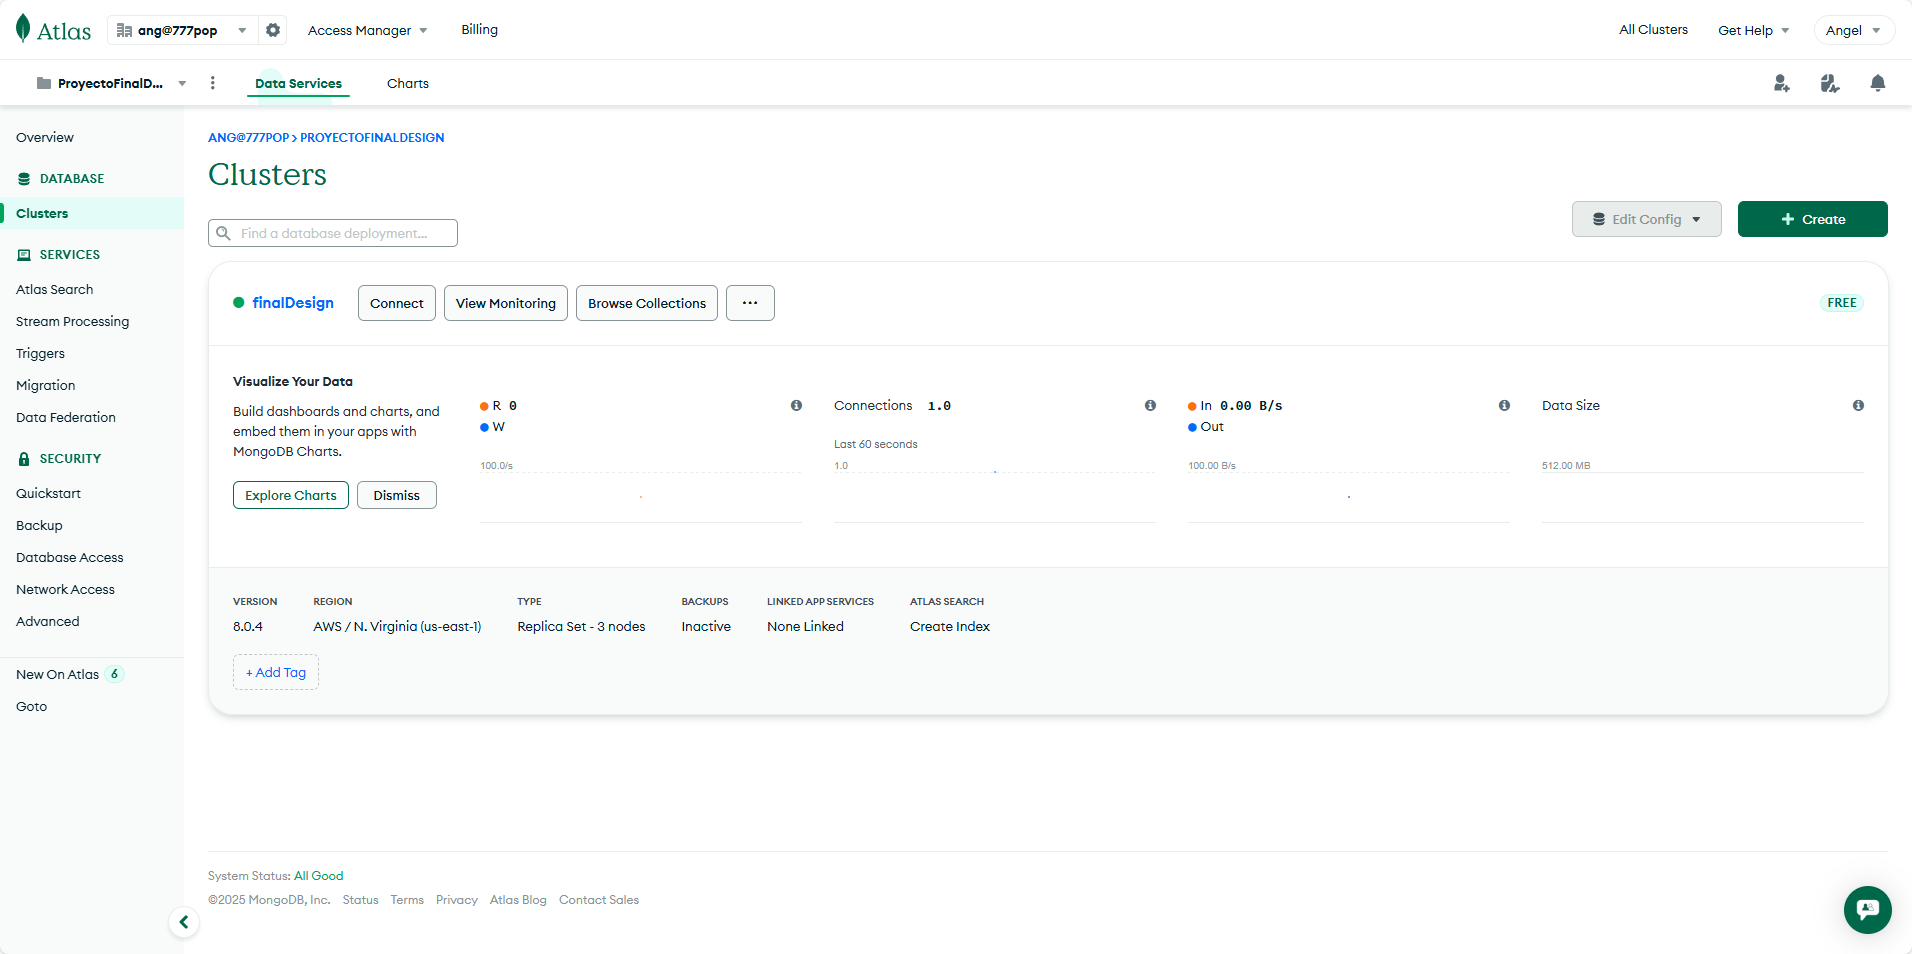 Atlas
ang@777pop
Access Manager
Billing
All Clusters
Get Help
Angel
ProyectoFinalD...
Data Services
Charts
Overview
DATABASE
Clusters
SERVICES
Atlas Search
Stream Processing
Triggers
Migration
Data Federation
SECURITY
Quickstart
Backup
Database Access
Network Access
Advanced
New On Atlas 6
Goto
ANG@777POP > PROYECTOFINALDESIGN
Clusters
Find a database deployment...
Edit Config
+ Create
finalDesign
Connect
View Monitoring
Browse Collections
...
FREE
Visualize Your Data
Build dashboards and charts, and
embed them in your apps with
MongoDB Charts.
Explore Charts
Dismiss
R 0
W
100.0/s
Connections 1.0
Last 60 seconds
1.0
In 0.00 B/s
Out
100.00 B/s
Data Size
512.00 MB
VERSION
8.0.4
REGION
AWS / N. Virginia (us-east-1)
TYPE
Replica Set - 3 nodes
BACKUPS
Inactive
LINKED APP SERVICES
None Linked
ATLAS SEARCH
Create Index
+ Add Tag
System Status: All Good
©2025 MongoDB, Inc. Status Terms Privacy Atlas Blog Contact Sales